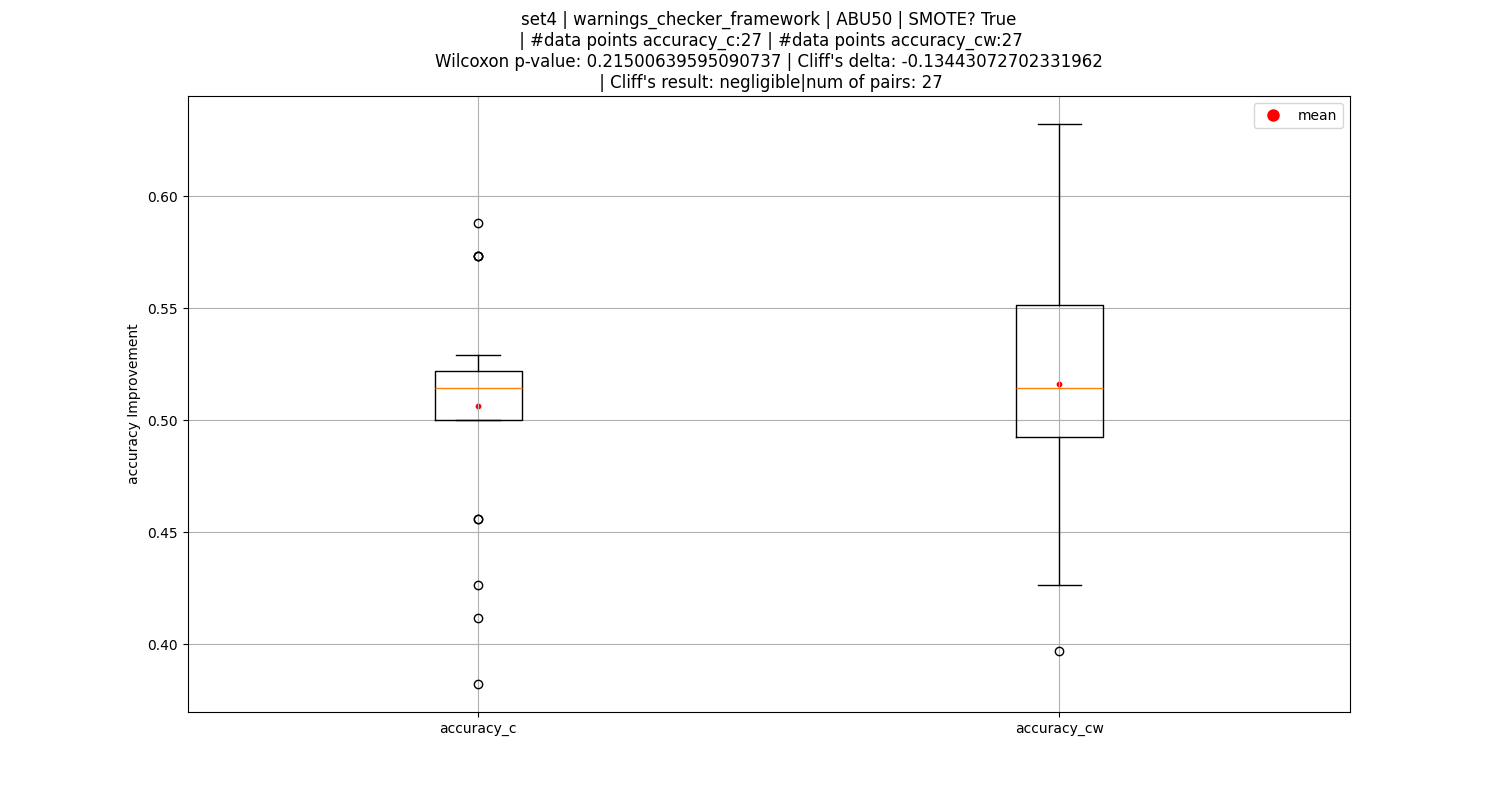 set4 | warnings_checker_framework | ABU50 | SMOTE? True
| #data points accuracy_c:27 | #data points accuracy_cw:27
Wilcoxon p-value: 0.21500639595090737 | Cliff's delta: -0.13443072702331962
| Cliff's result: negligible|num of pairs: 27
mean
0.60
0.55
0.50
0.45
0.40
accuracy Improvement
accuracy_c
accuracy_cw